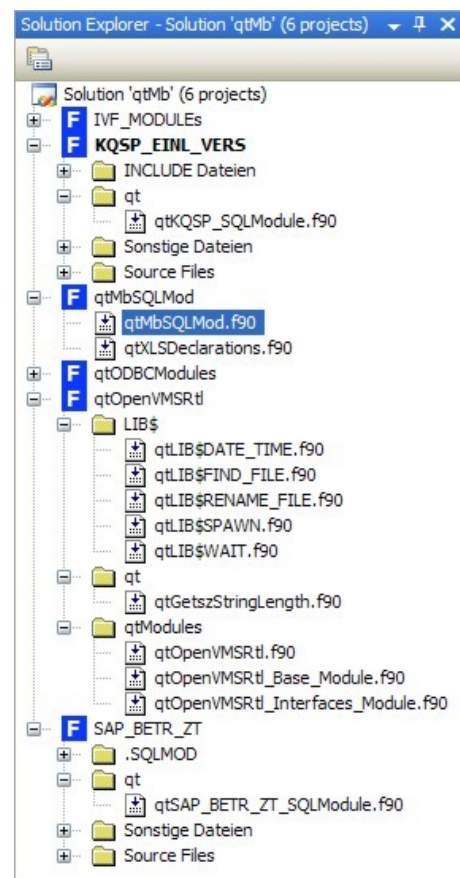 Solution Explorer - Solution 'qtMb' (6 projects)
Solution 'qtMb' (6 projects)
F IVF_MODULEs
F KQSP_EINL_VERS
INCLUDE Dateien
qt
qtKQSP_SQLModule.f90
Sonstige Dateien
Source Files
F qtMbSQLMod
qtMbSQLMod.f90
qtXLSDeclarations.f90
F qtODBCModules
F qtOpenVMSRtl
LIB$
qtLIB$DATE_TIME.f90
qtLIB$FIND_FILE.f90
qtLIB$RENAME_FILE.f90
qtLIB$SPAWN.f90
qtLIB$WAIT.f90
qt
qtGetszStringLength.f90
qtModules
qtOpenVMSRtl.f90
qtOpenVMSRtl_Base_Module.f90
qtOpenVMSRtl_Interfaces_Module.f90
F SAP_BETR_ZT
.SQLMOD
qt
qtSAP_BETR_ZT_SQLModule.f90
Sonstige Dateien
Source Files